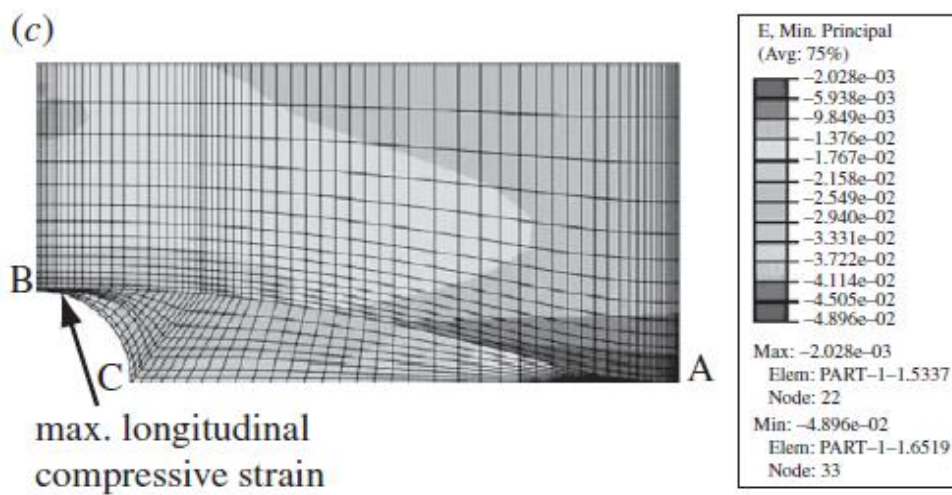 (c)
B
C
A
max. longitudinal
compressive strain
E, Min. Principal
(Avg: 75%)
−2.028e−03
−5.938e−03
−9.849e−03
−1.376e−02
−1.767e−02
−2.158e−02
−2.549e−02
−2.940e−02
−3.331e−02
−3.722e−02
−4.114e−02
−4.505e−02
−4.896e−02
Max: −2.028e−03
Elem: PART−1−1.5337
Node: 22
Min: −4.896e−02
Elem: PART−1−1.6519
Node: 33